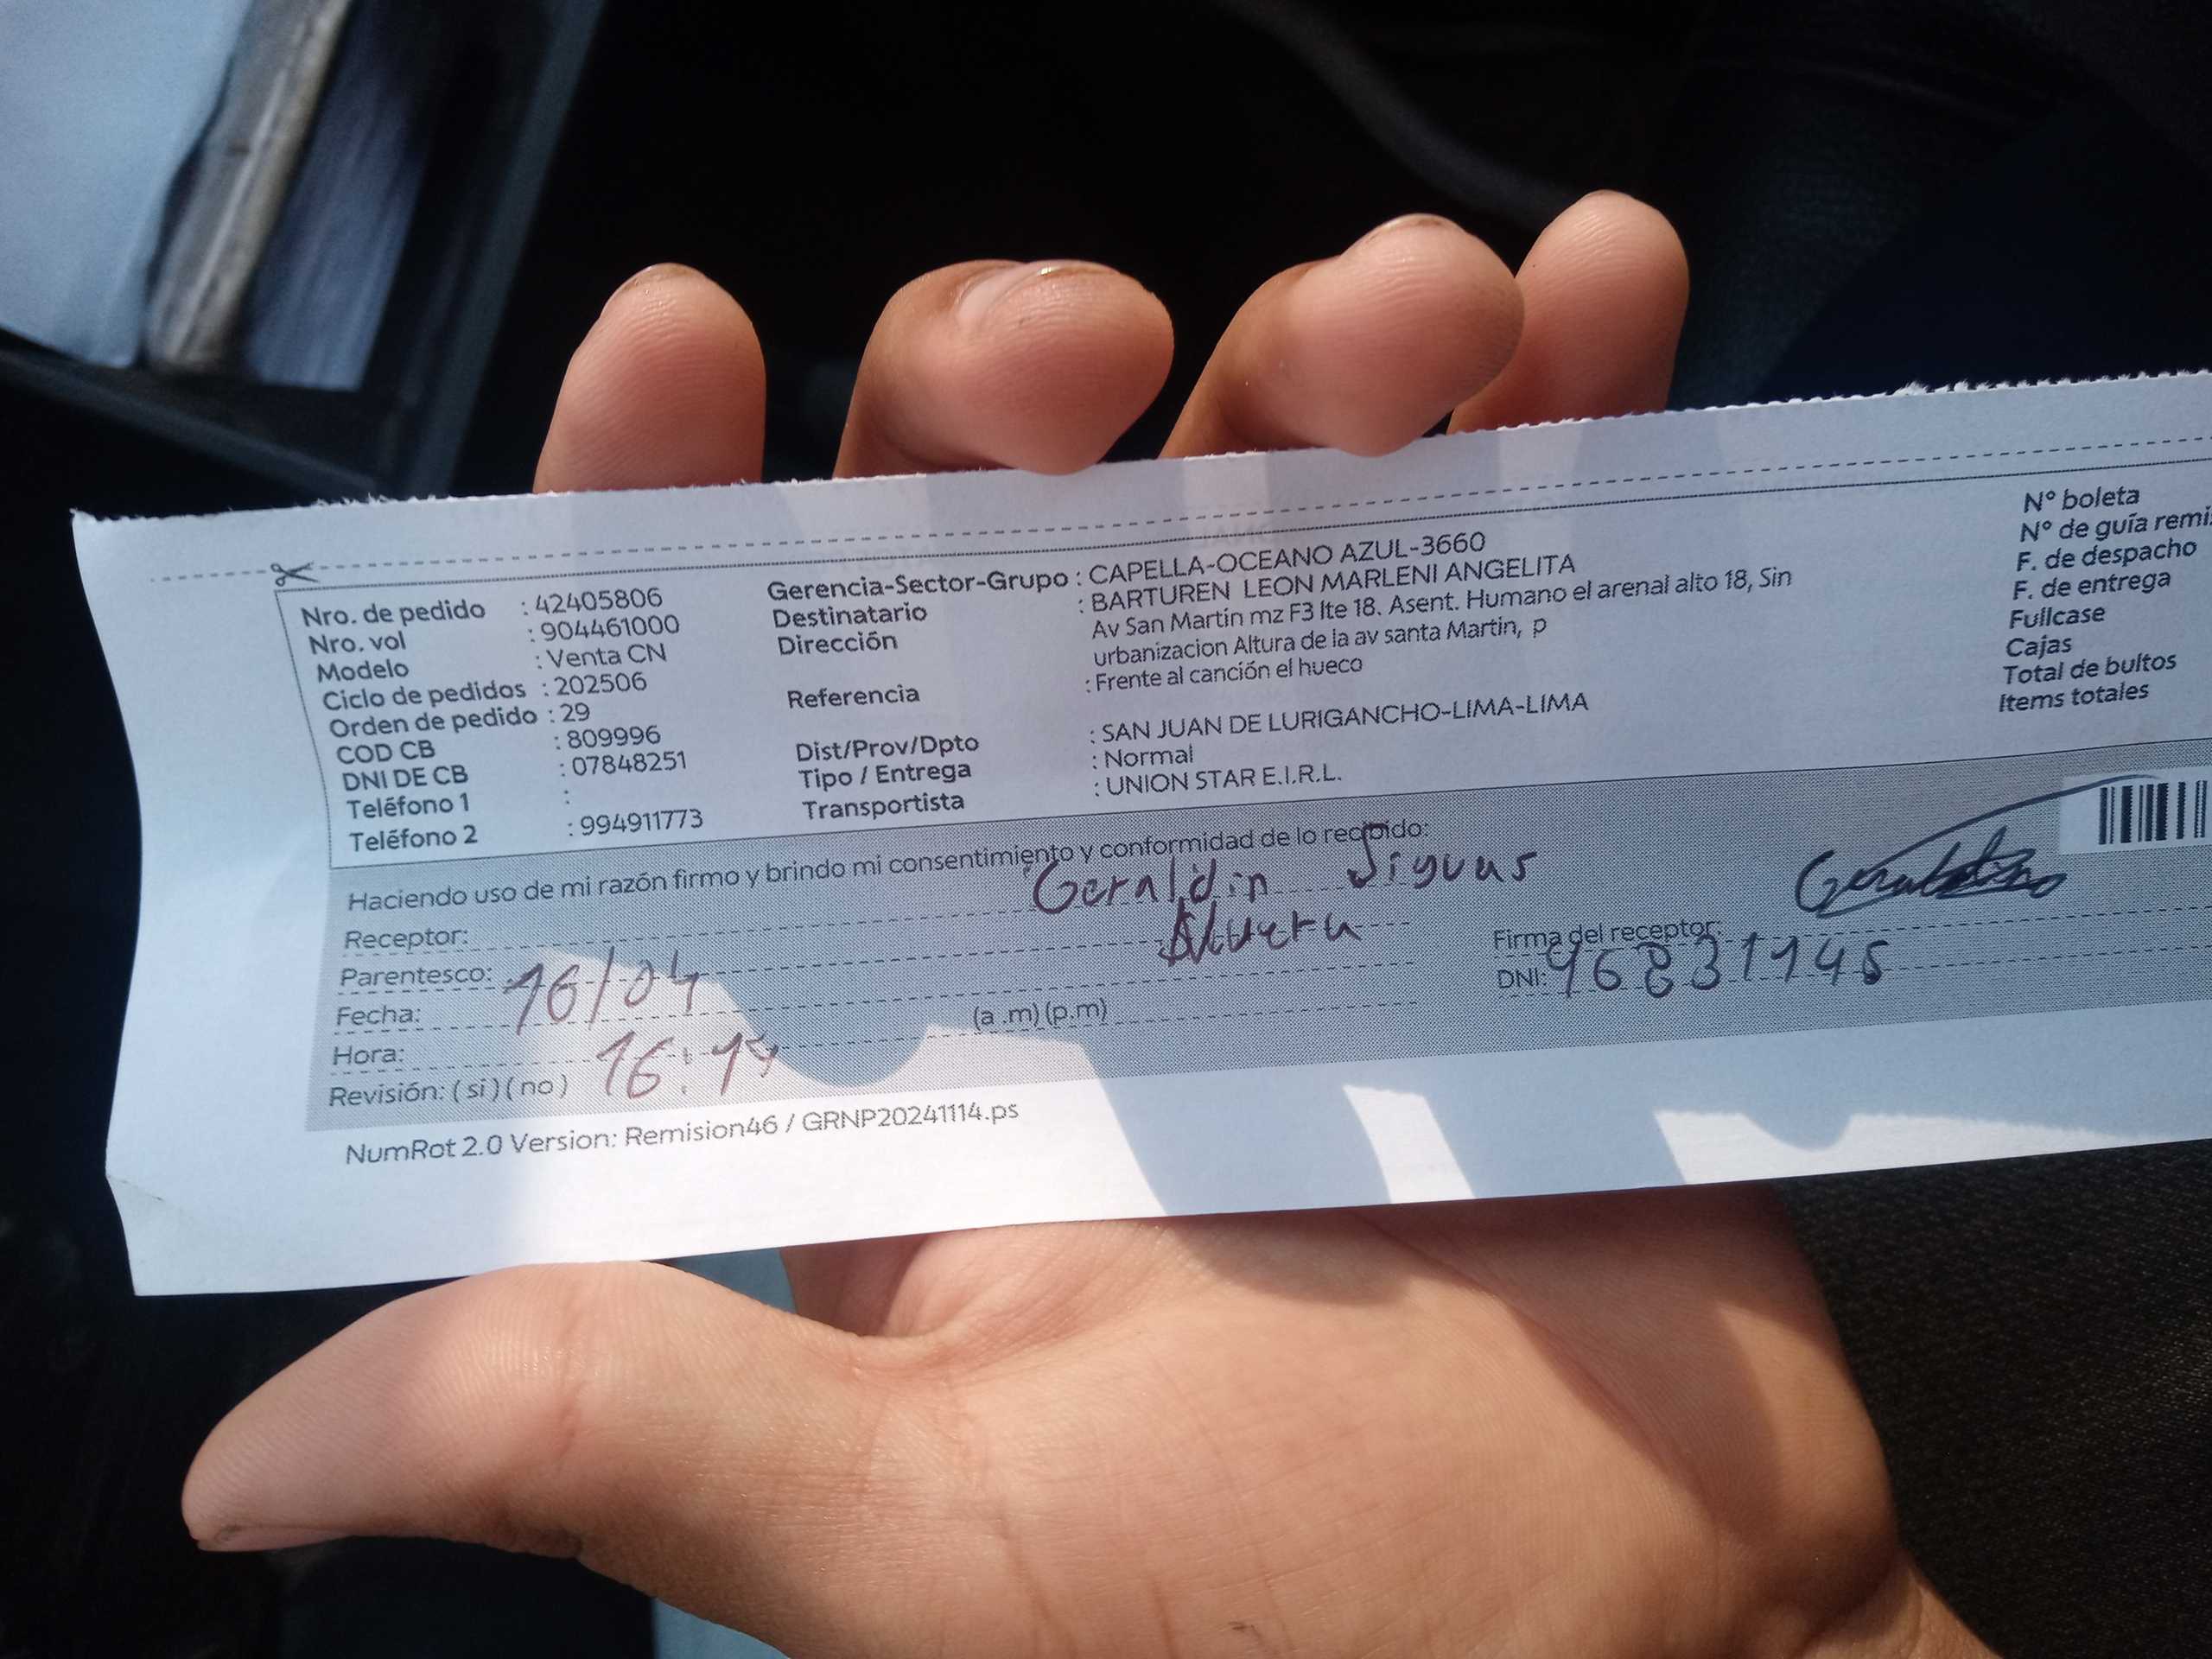 Nro. de pedido : 42405806
Nro. vol : 904461000
Modelo : Venta CN
Ciclo de pedidos : 202506
Orden de pedido : 29
COD CB : 809996
DNI DE CB : 07848251
Teléfono 1 :
Teléfono 2 : 994911773
Gerencia-Sector-Grupo : CAPELLA-OCEANO AZUL-3660
Destinatario : BARTUREN LEON MARLENI ANGELITA
Dirección Av San Martín mz F3 lte 18. Asent. Humano el arenal alto 18, Sin
urbanizacion Altura de la av santa Martin, p
Referencia : Frente al canción el hueco
Dist/Prov/Dpto : SAN JUAN DE LURIGANCHO-LIMA-LIMA
Tipo / Entrega : Normal
Transportista : UNION STAR E.I.R.L.
N° boleta
N° de guía remi
F. de despacho
F. de entrega
Fullcase
Cajas
Total de bultos
Items totales
Haciendo uso de mi razón firmo y brindo mi consentimiento y conformidad de lo recibido:
Receptor: Geraldin
Parentesco:
Fecha: 16/04
Hora: (a .m) (p.m)
Revisión: ( si ) ( no )
Firma del receptor:
DNI:
NumRot 2.0 Version: Remision46 / GRNP20241114.ps